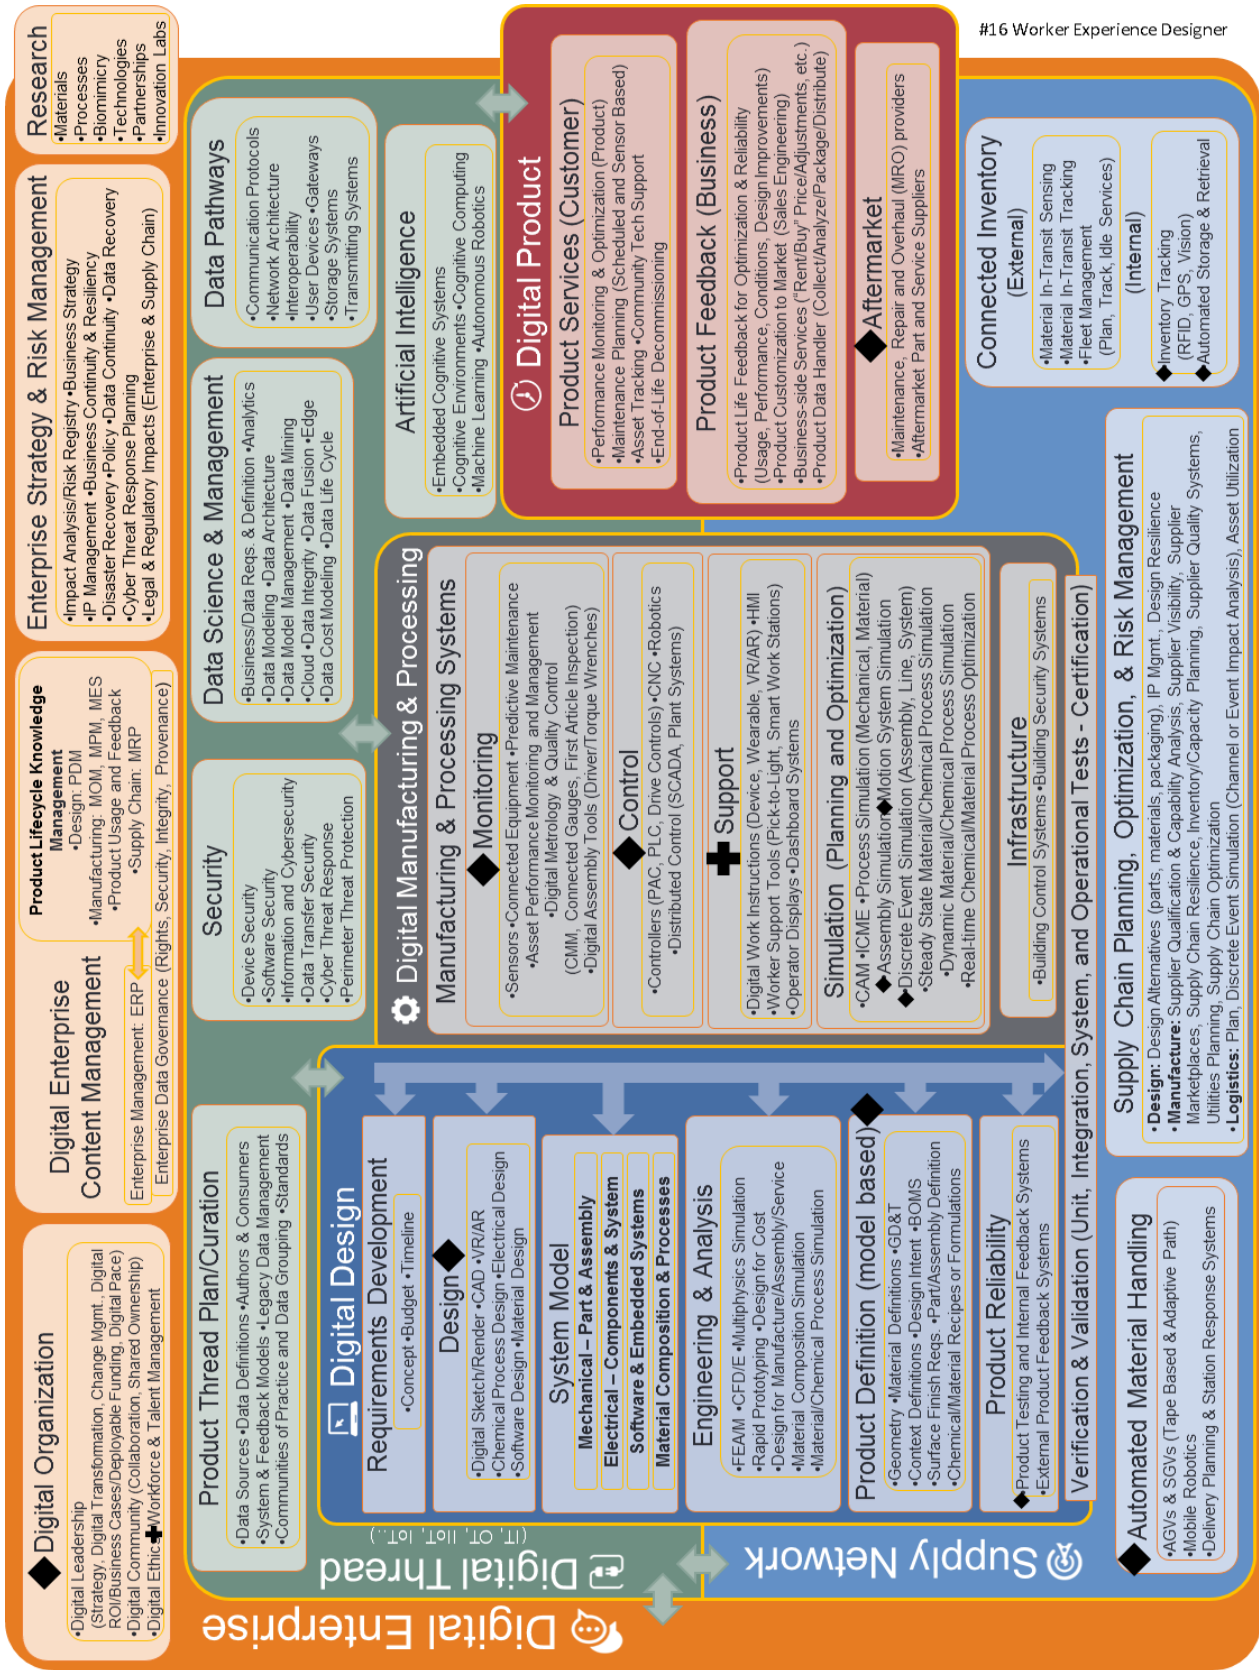 #16 Worker Experience Designer
Digital Enterprise
Digital Organization
•Digital Leadership
(Strategy, Digital Transformation, Change Mgmt., Digital
ROI/Business Cases/Deployable Funding, Digital Pace)
•Digital Community (Collaboration, Shared Ownership)
•Digital Ethics
Workforce & Talent Management
Digital Enterprise
Content Management
Enterprise Management: ERP
Enterprise Data Governance (Rights, Security, Integrity, Provenance)
Product Lifecycle Knowledge
Management
•Design: PDM
•Manufacturing: MOM, MPM, MES
•Product Usage and Feedback
•Supply Chain: MRP
Enterprise Strategy & Risk Management
•Impact Analysis/Risk Registry •Business Strategy
•IP Management •Business Continuity & Resiliency
•Disaster Recovery •Policy •Data Continuity •Data Recovery
•Cyber Threat Response Planning
•Legal & Regulatory Impacts (Enterprise & Supply Chain)
Research
•Materials
•Processes
•Biomimicry
•Technologies
•Partnerships
•Innovation Labs
Digital Thread
(IT, OT, IIoT, IoT..)
Product Thread Plan/Curation
•Data Sources •Data Definitions •Authors & Consumers
•System & Feedback Models •Legacy Data Management
•Communities of Practice and Data Grouping •Standards
Security
•Device Security
•Software Security
•Information and Cybersecurity
•Data Transfer Security
•Cyber Threat Response
•Perimeter Threat Protection
Data Science & Management
•Business/Data Reqs. & Definition •Analytics
•Data Modeling •Data Architecture
•Data Model Management •Data Mining
•Cloud •Data Integrity •Data Fusion •Edge
•Data Cost Modeling •Data Life Cycle
Data Pathways
•Communication Protocols
•Network Architecture
•Interoperability
•User Devices •Gateways
•Storage Systems
•Transmitting Systems
Artificial Intelligence
•Embedded Cognitive Systems
•Cognitive Environments •Cognitive Computing
•Machine Learning •Autonomous Robotics
Digital Design
Requirements Development
•Concept •Budget •Timeline
Design
•Digital Sketch/Render •CAD •VR/AR
•Chemical Process Design •Electrical Design
•Software Design •Material Design
System Model
Mechanical – Part & Assembly
Electrical – Components & System
Software & Embedded Systems
Material Composition & Processes
Engineering & Analysis
•FEA/M •CFD/E •Multiphysics Simulation
•Rapid Prototyping •Design for Cost
•Design for Manufacture/Assembly/Service
•Material Composition Simulation
•Material/Chemical Process Simulation
Product Definition (model based)
•Geometry •Material Definitions •GD&T
•Context Definitions •Design Intent •BOMS
•Surface Finish Reqs. •Part/Assembly Definition
•Chemical/Material Recipes or Formulations
Product Reliability
Product Testing and Internal Feedback Systems
•External Product Feedback Systems
Digital Manufacturing & Processing
Manufacturing & Processing Systems
Monitoring
•Sensors •Connected Equipment •Predictive Maintenance
•Asset Performance Monitoring and Management
•Digital Metrology & Quality Control
(CMM, Connected Gauges, First Article Inspection)
•Digital Assembly Tools (Driver/Torque Wrenches)
Control
•Controllers (PAC, PLC, Drive Controls) •CNC •Robotics
•Distributed Control (SCADA, Plant Systems)
Support
•Digital Work Instructions (Device, Wearable, VR/AR) •HMI
•Worker Support Tools (Pick-to-Light, Smart Work Stations)
•Operator Displays •Dashboard Systems
Simulation (Planning and Optimization)
•CAM •ICME •Process Simulation (Mechanical, Material)
Assembly Simulation Motion System Simulation
Discrete Event Simulation (Assembly, Line, System)
•Steady State Material/Chemical Process Simulation
•Dynamic Material/Chemical Process Simulation
•Real-time Chemical/Material Process Optimization
Infrastructure
•Building Control Systems •Building Security Systems
Verification & Validation (Unit, Integration, System, and Operational Tests - Certification)
Digital Product
Product Services (Customer)
•Performance Monitoring & Optimization (Product)
•Maintenance Planning (Scheduled and Sensor Based)
•Asset Tracking •Community Tech Support
•End-of-Life Decommissioning
Product Feedback (Business)
•Product Life Feedback for Optimization & Reliability
(Usage, Performance, Conditions, Design Improvements)
•Product Customization to Market (Sales Engineering)
•Business-side Services (“Rent/Buy” Price/Adjustments, etc.)
•Product Data Handler (Collect/Analyze/Package/Distribute)
Aftermarket
•Maintenance, Repair and Overhaul (MRO) providers
•Aftermarket Part and Service Suppliers
Supply Network
Automated Material Handling
•AGVs & SGVs (Tape Based & Adaptive Path)
•Mobile Robotics
•Delivery Planning & Station Response Systems
Supply Chain Planning, Optimization, & Risk Management
•Design: Design Alternatives (parts, materials, packaging), IP Mgmt., Design Resilience
•Manufacture: Supplier Qualification & Capability Analysis, Supplier Visibility, Supplier
Marketplaces, Supply Chain Resilience, Inventory/Capacity Planning, Supplier Quality Systems,
Utilities Planning, Supply Chain Optimization
•Logistics: Plan, Discrete Event Simulation (Channel or Event Impact Analysis), Asset Utilization
Connected Inventory
(External)
•Material In-Transit Sensing
•Material In-Transit Tracking
•Fleet Management
(Plan, Track, Idle Services)
(Internal)
Inventory Tracking
(RFID, GPS, Vision)
Automated Storage & Retrieval